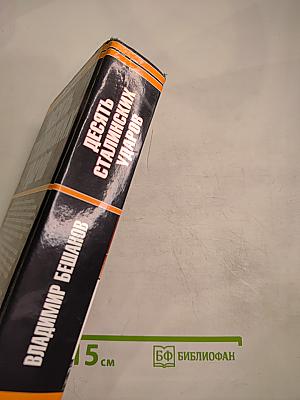 ДЕСЯТЬ
СТАЛИНСКИХ
УДАРОВ
ВЛАДИМИР БЕШАНОВ
15 см
БФ БИБЛИОФАН